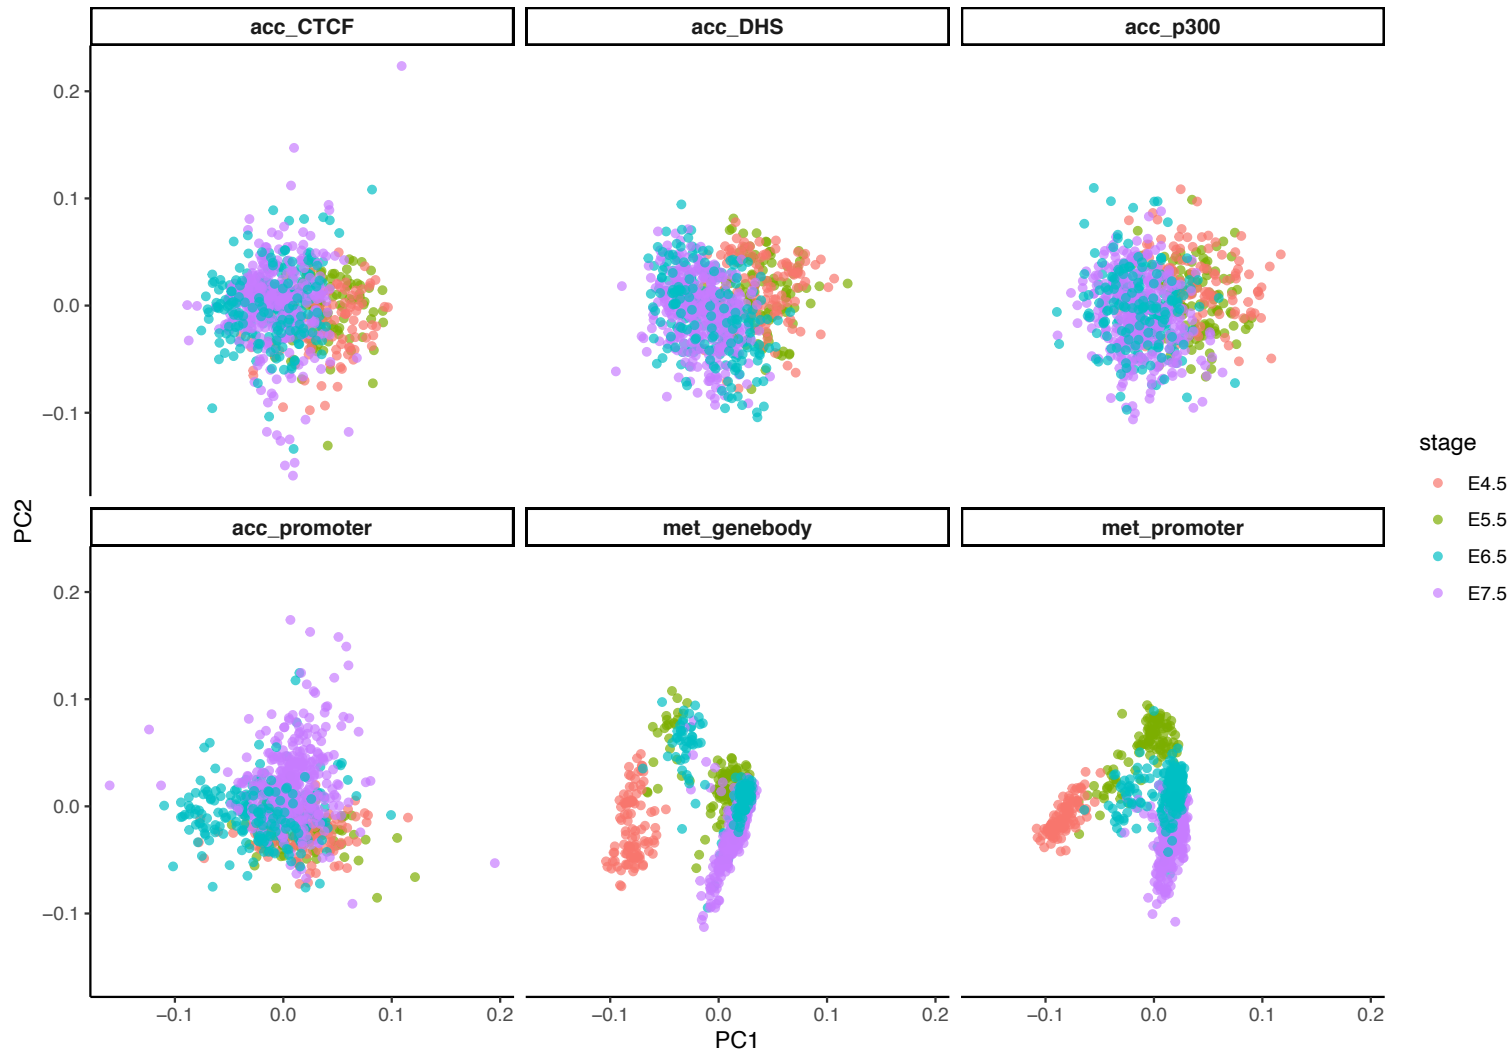 acc_CTCF acc_DHS acc_p300
0.2
0.1
0.0
−0.1
acc_promoter met_genebody met_promoter
0.2
0.1
0.0
−0.1
−0.1 0.0 0.1 0.2 −0.1 0.0 0.1 0.2 −0.1 0.0 0.1 0.2
PC1
PC2
stage
E4.5
E5.5
E6.5
E7.5